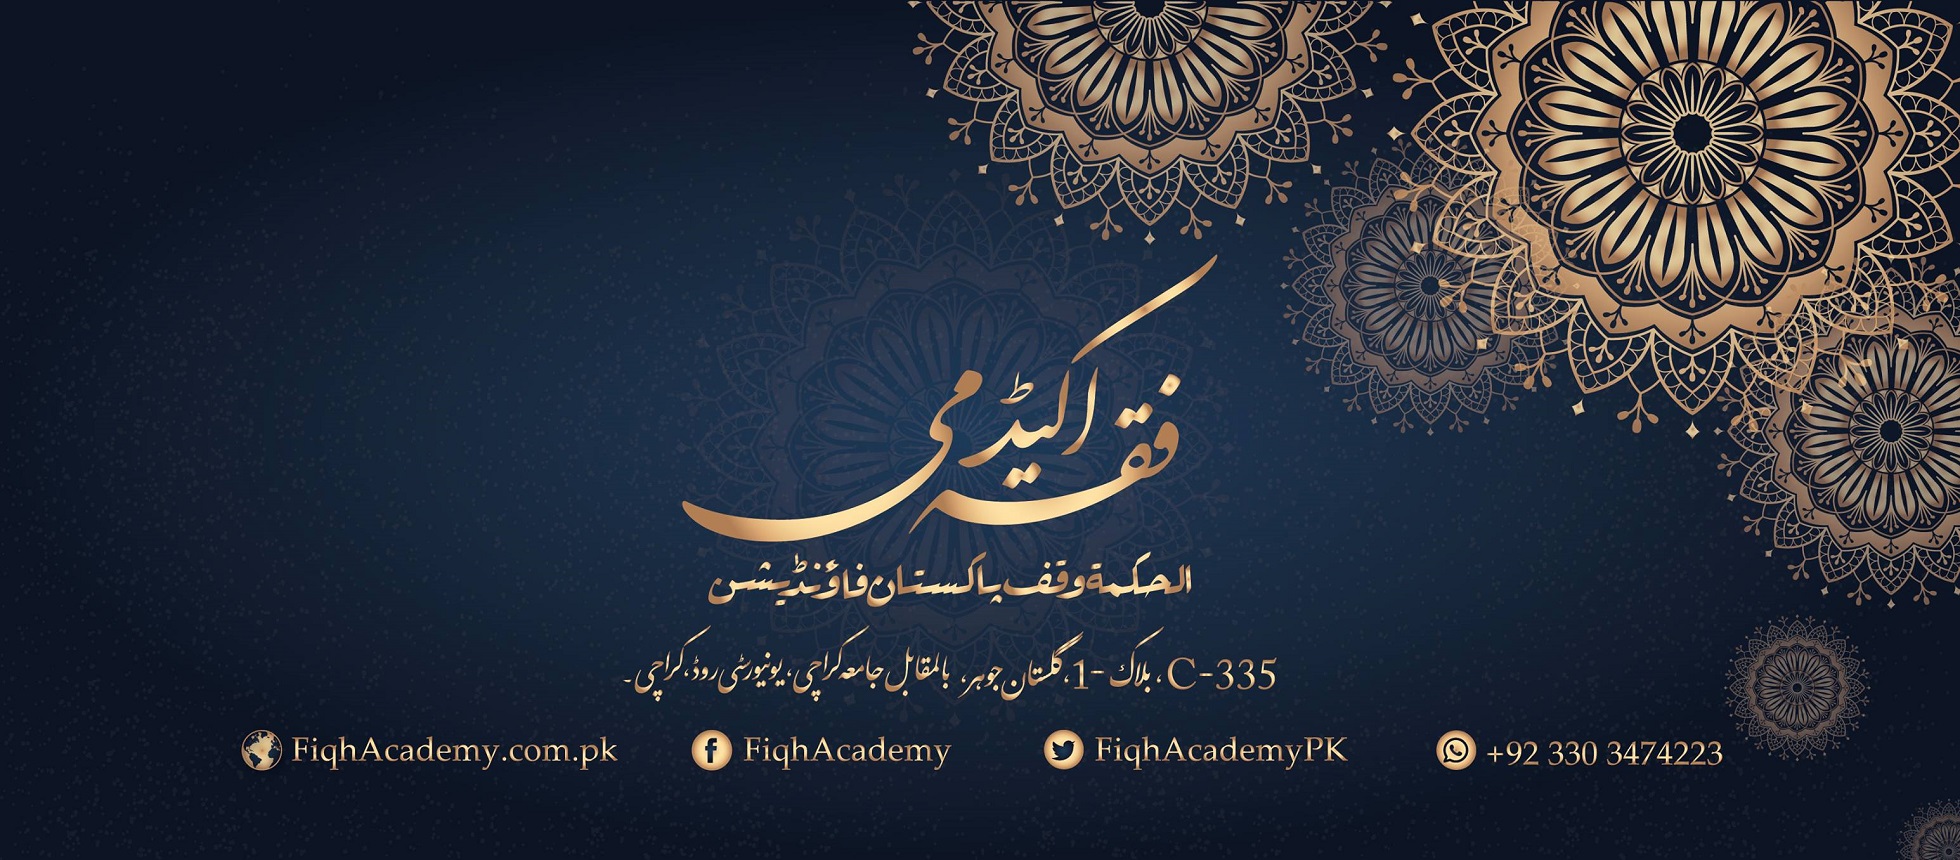 فقہ اکیڈمی
الحکمة وقف پاکستان فاؤنڈیشن
C-335، بلاک -1، گلستان جوہر، بالمقابل جامعہ کراچی، یونیورسٹی روڈ، کراچی۔
FiqhAcademy.com.pk FiqhAcademy FiqhAcademyPK +92 330 3474223